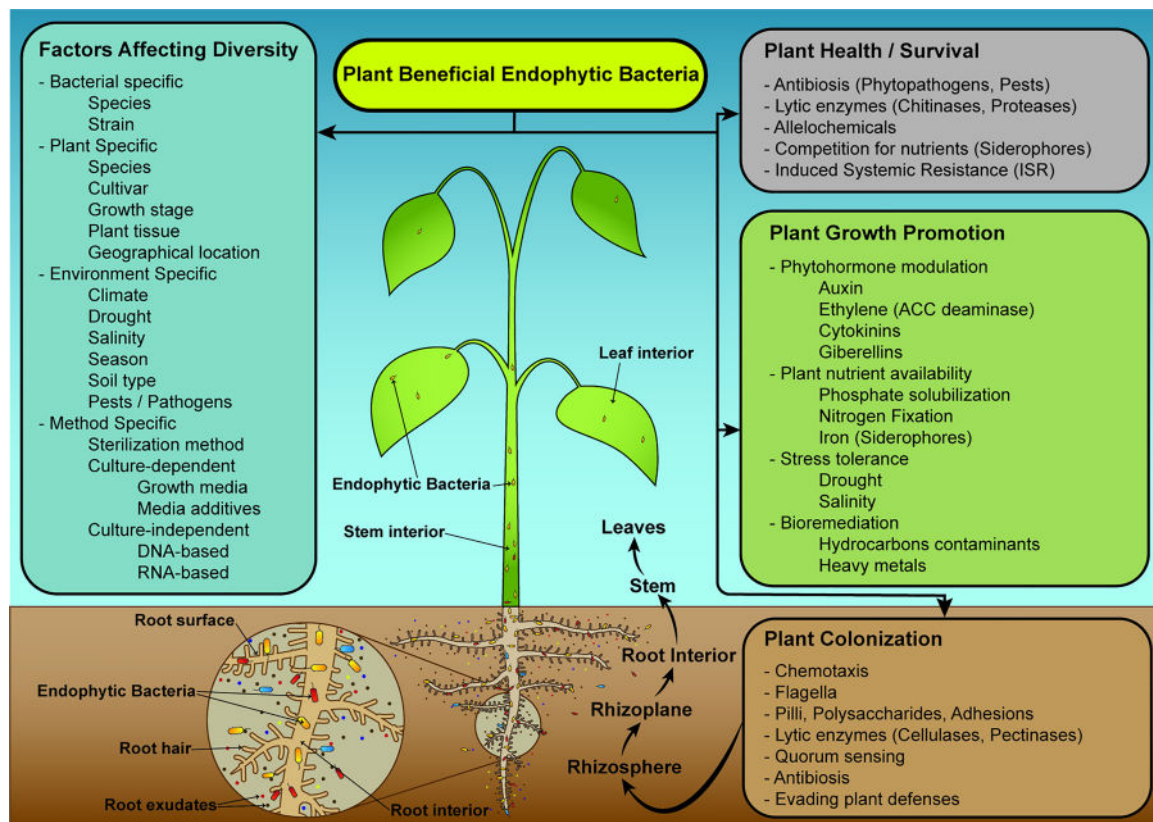 Factors Affecting Diversity
- Bacterial specific
Species
Strain
- Plant Specific
Species
Cultivar
Growth stage
Plant tissue
Geographical location
- Environment Specific
Climate
Drought
Salinity
Season
Soil type
Pests / Pathogens
- Method Specific
Sterilization method
Culture-dependent
Growth media
Media additives
Culture-independent
DNA-based
RNA-based
Plant Beneficial Endophytic Bacteria
Plant Health / Survival
- Antibiosis (Phytopathogens, Pests)
- Lytic enzymes (Chitinases, Proteases)
- Allelochemicals
- Competition for nutrients (Siderophores)
- Induced Systemic Resistance (ISR)
Plant Growth Promotion
- Phytohormone modulation
Auxin
Ethylene (ACC deaminase)
Cytokinins
Giberellins
- Plant nutrient availability
Phosphate solubilization
Nitrogen Fixation
Iron (Siderophores)
- Stress tolerance
Drought
Salinity
- Bioremediation
Hydrocarbons contaminants
Heavy metals
Leaf interior
Endophytic Bacteria
Stem interior
Leaves
Stem
Root Interior
Rhizoplane
Rhizosphere
Root surface
Endophytic Bacteria
Root hair
Root exudates
Root interior
Plant Colonization
- Chemotaxis
- Flagella
- Pilli, Polysaccharides, Adhesions
- Lytic enzymes (Cellulases, Pectinases)
- Quorum sensing
- Antibiosis
- Evading plant defenses